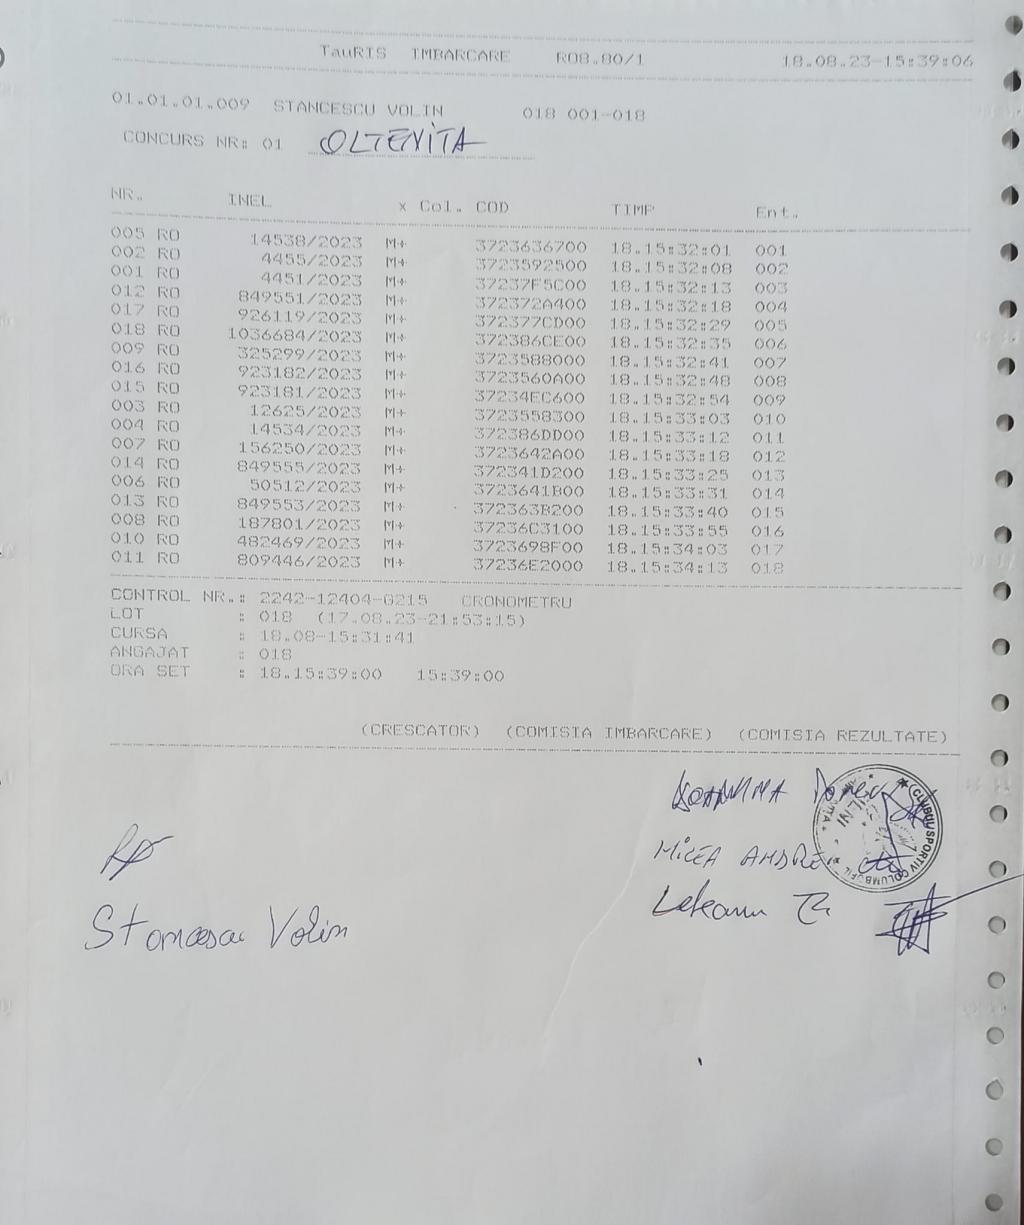 TauRIS IMBARCARE R08.80/1 18.08.23-15:39:06
01.01.01.009 STANCESCU VOLIN 018 001-018
CONCURS NR: 01 OLTENITA
NR. INEL x Col. COD TIMP Ent.
005 RO 14538/2023 M+ 3723636700 18.15:32:01 001
002 RO 4455/2023 M+ 3723592500 18.15:32:08 002
001 RO 4451/2023 M+ 37237F5C00 18.15:32:13 003
012 RO 849551/2023 M+ 372372A400 18.15:32:18 004
017 RO 926119/2023 M+ 372377CD00 18.15:32:29 005
018 RO 1036684/2023 M+ 372386CE00 18.15:32:35 006
009 RO 325299/2023 M+ 3723588000 18.15:32:41 007
016 RO 923182/2023 M+ 3723560A00 18.15:32:48 008
015 RO 923181/2023 M+ 37234EC600 18.15:32:54 009
003 RO 12625/2023 M+ 3723558300 18.15:33:03 010
004 RO 14534/2023 M+ 372386DD00 18.15:33:12 011
007 RO 156250/2023 M+ 3723642A00 18.15:33:18 012
014 RO 849555/2023 M+ 372341D200 18.15:33:25 013
006 RO 50512/2023 M+ 3723641B00 18.15:33:31 014
013 RO 849553/2023 M+ 372363B200 18.15:33:40 015
008 RO 187801/2023 M+ 37236C3100 18.15:33:55 016
010 RO 482469/2023 M+ 3723698F00 18.15:34:03 017
011 RO 809446/2023 M+ 37236E2000 18.15:34:13 018
CONTROL NR.: 2242-12404-G215 CRONOMETRU
LOT : 018 (17.08.23-21:53:15)
CURSA : 18.08-15:31:41
ANGAJAT : 018
ORA SET : 18.15:39:00 15:39:00
(CRESCATOR) (COMISIA IMBARCARE) (COMISIA REZULTATE)
CLUBUL SPORTIV COLUMBOFIL
MICEA ANDREI
Stancescu Volin